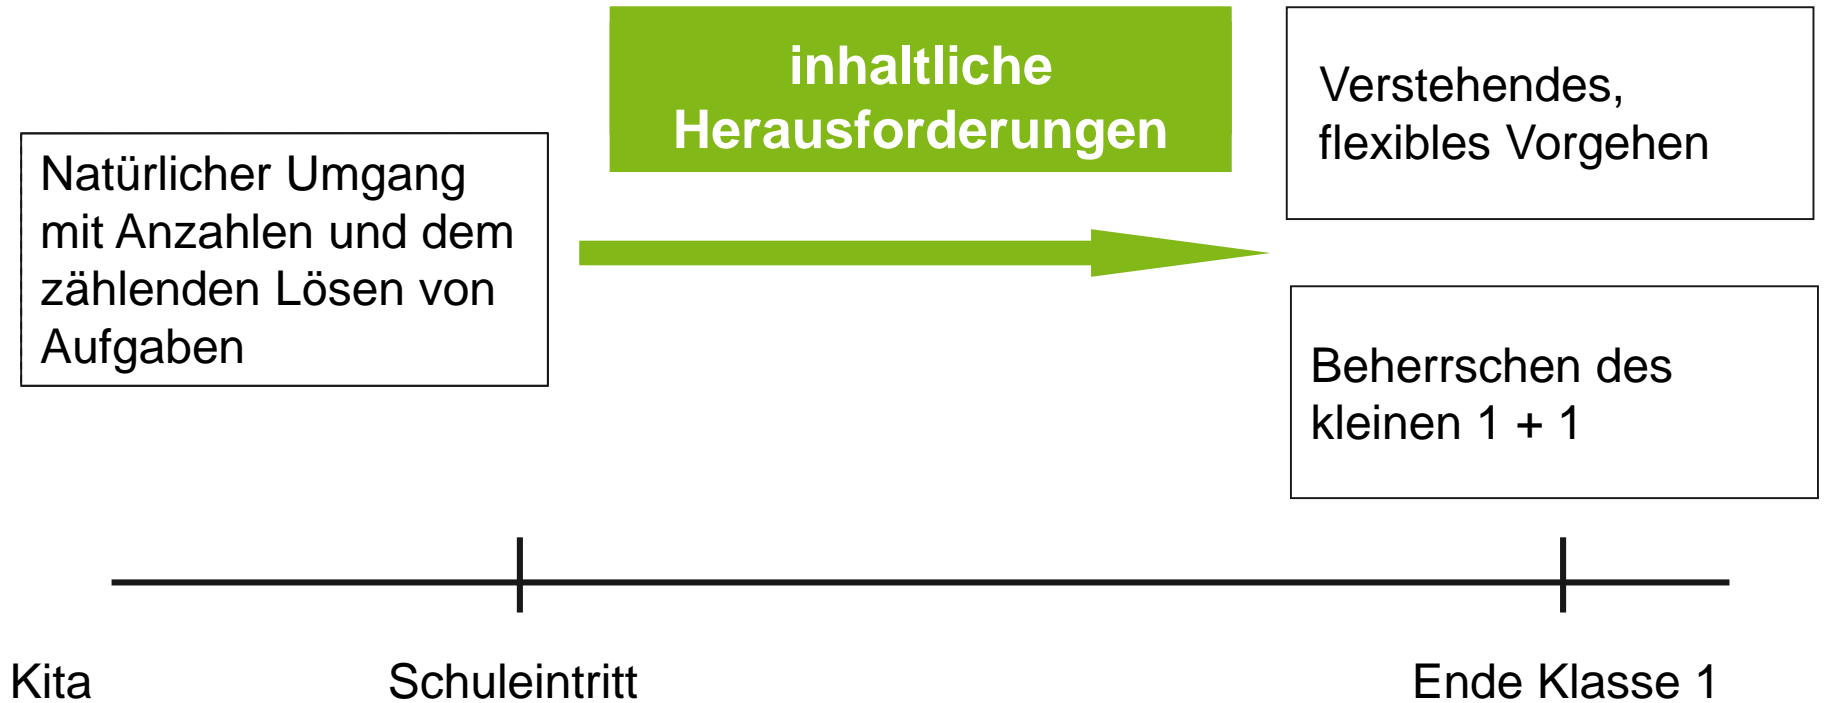 inhaltliche
Herausforderungen
Natürlicher Umgang
mit Anzahlen und dem
zählenden Lösen von
Aufgaben
Verstehendes,
flexibles Vorgehen
Beherrschen des
kleinen 1 + 1
Kita
Schuleintritt
Ende Klasse 1